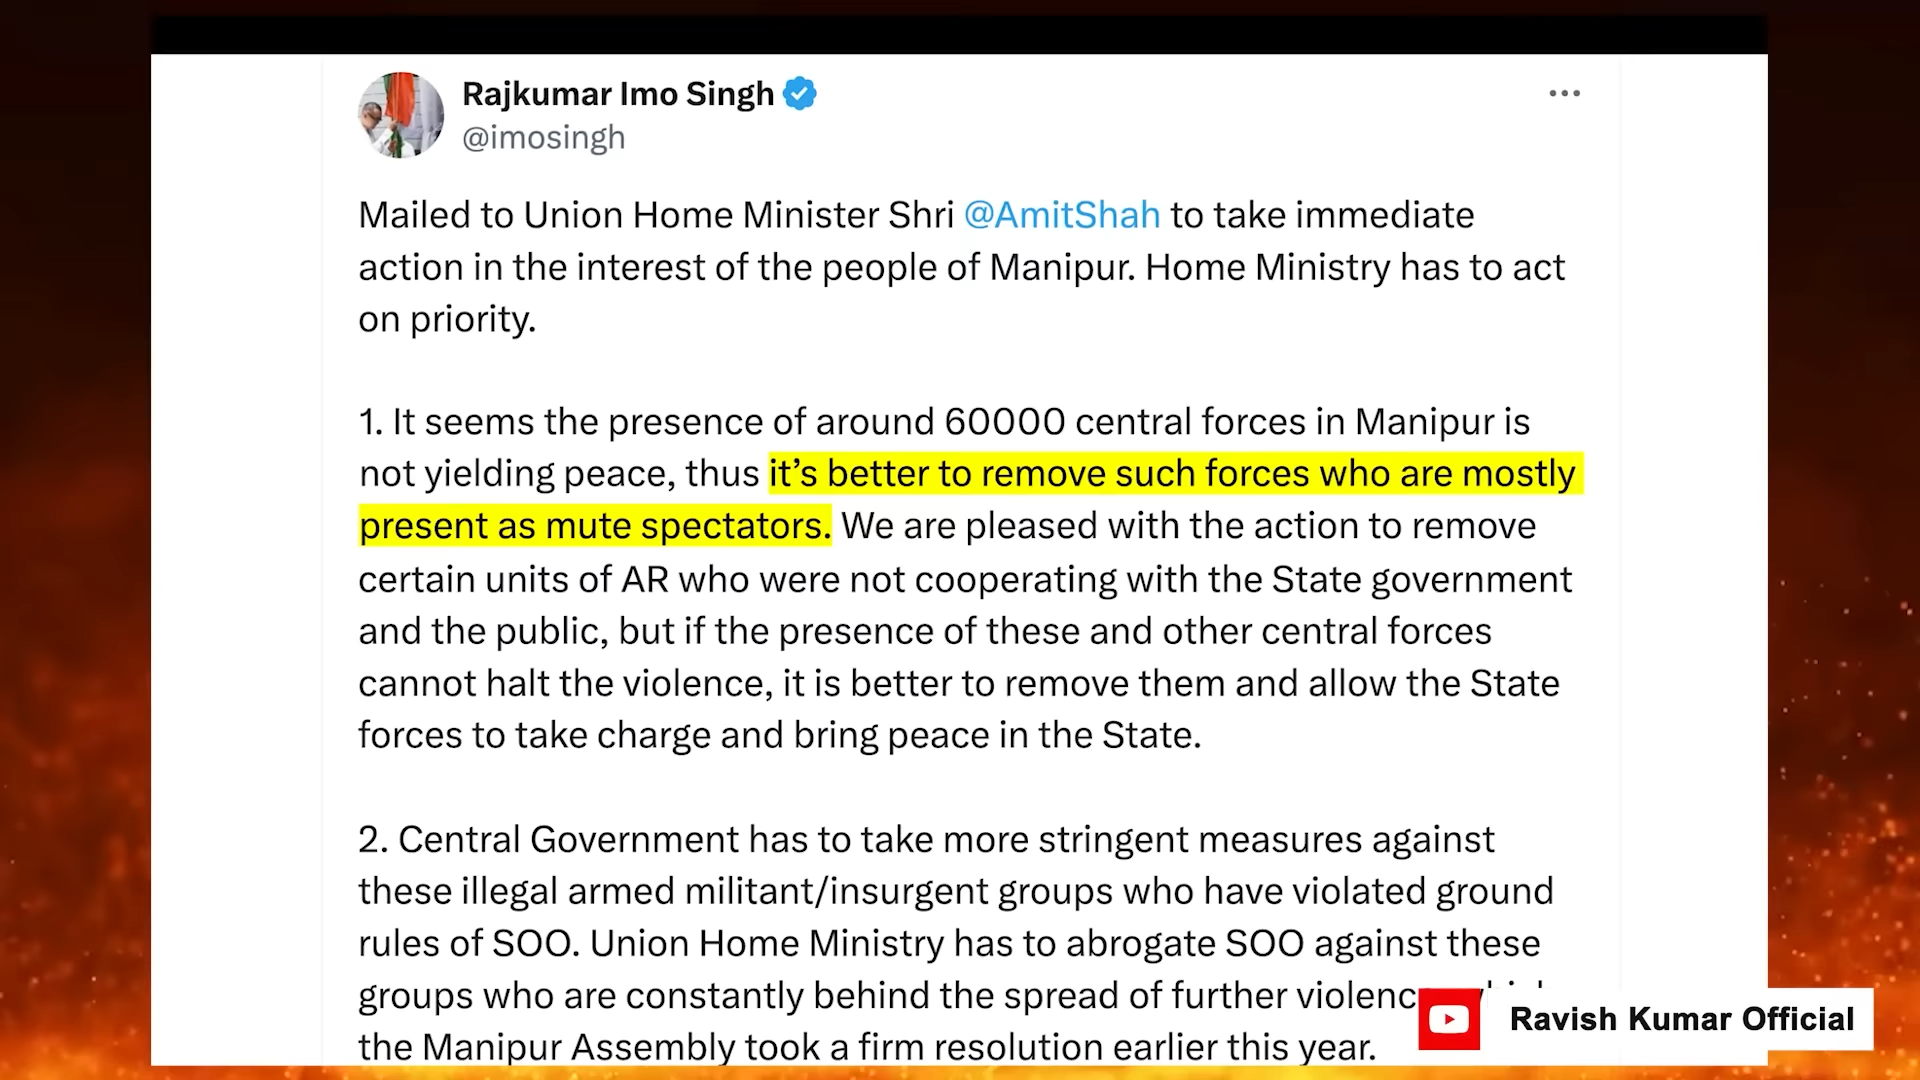 Rajkumar Imo Singh
@imosingh
Mailed to Union Home Minister Shri @AmitShah to take immediate
action in the interest of the people of Manipur. Home Ministry has to act
on priority.
1. It seems the presence of around 60000 central forces in Manipur is
not yielding peace, thus it’s better to remove such forces who are mostly
present as mute spectators. We are pleased with the action to remove
certain units of AR who were not cooperating with the State government
and the public, but if the presence of these and other central forces
cannot halt the violence, it is better to remove them and allow the State
forces to take charge and bring peace in the State.
2. Central Government has to take more stringent measures against
these illegal armed militant/insurgent groups who have violated ground
rules of SOO. Union Home Ministry has to abrogate SOO against these
groups who are constantly behind the spread of further
the Manipur Assembly took a firm resolution earlier this year.
Ravish Kumar Official